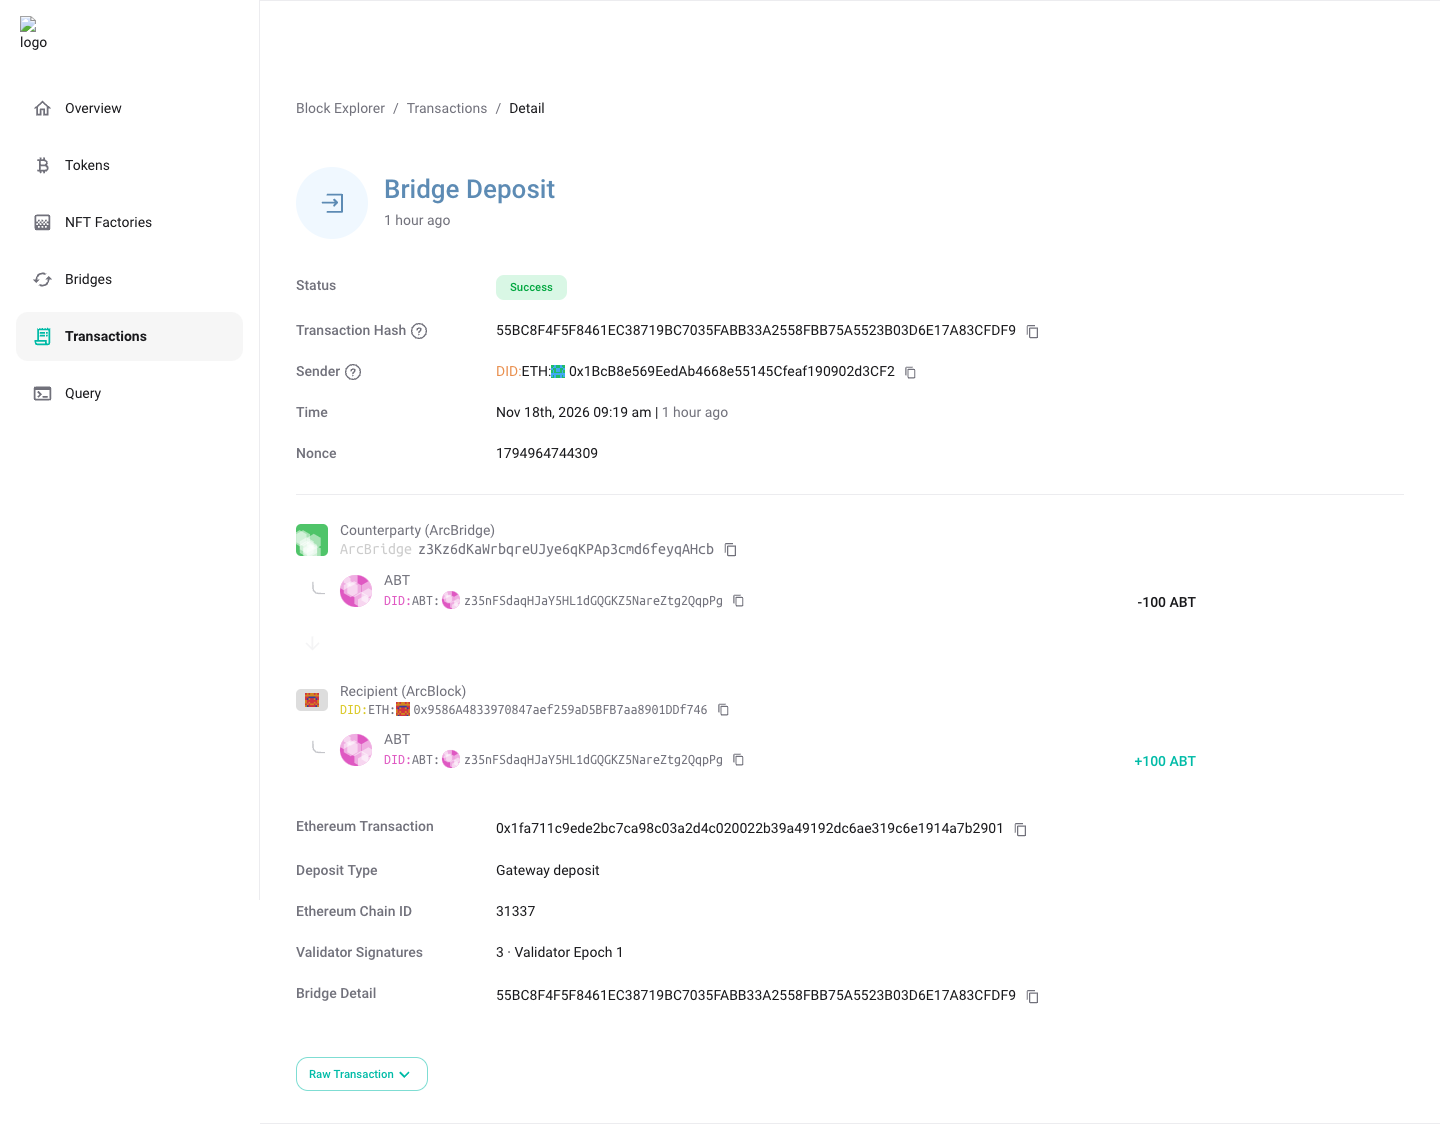 logo
Overview
Tokens
NFT Factories
Bridges
Transactions
Query
Block Explorer / Transactions / Detail
Bridge Deposit
1 hour ago
Status Success
Transaction Hash 55BC8F4F5F8461EC38719BC7035FABB33A2558FBB75A5523B03D6E17A83CFDF9
Sender DID:ETH: 0x1BcB8e569EedAb4668e55145Cfeaf190902d3CF2
Time Nov 18th, 2026 09:19 am | 1 hour ago
Nonce 1794964744309
Counterparty (ArcBridge)
ArcBridge z3Kz6dKaWrbqreUJye6qKPAp3cmd6feyqAHcb
ABT
DID:ABT: z35nFSdaqHJaY5HL1dGQGKZ5NareZtg2QqpPg -100 ABT
Recipient (ArcBlock)
DID:ETH: 0x9586A4833970847aef259aD5BFB7aa8901DDf746
ABT
DID:ABT: z35nFSdaqHJaY5HL1dGQGKZ5NareZtg2QqpPg +100 ABT
Ethereum Transaction 0x1fa711c9ede2bc7ca98c03a2d4c020022b39a49192dc6ae319c6e1914a7b2901
Deposit Type Gateway deposit
Ethereum Chain ID 31337
Validator Signatures 3 · Validator Epoch 1
Bridge Detail 55BC8F4F5F8461EC38719BC7035FABB33A2558FBB75A5523B03D6E17A83CFDF9
Raw Transaction